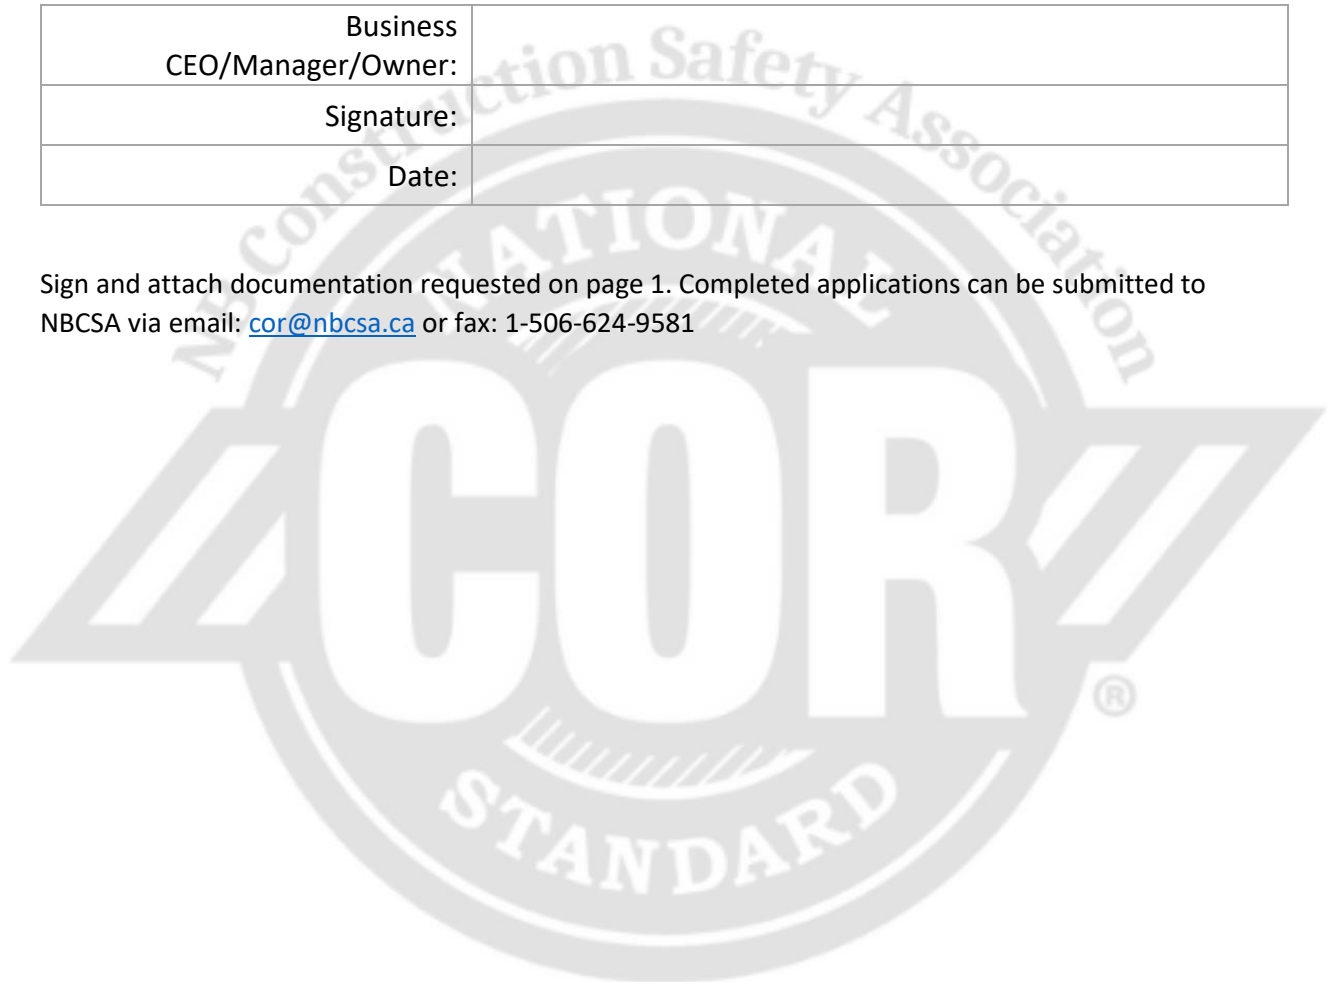 Business
CEO/Manager/Owner:
Signature:
Date:
Sign and attach documentation requested on page 1. Completed applications can be submitted to
NBCSA via email: cor@nbcsa.ca or fax: 1-506-624-9581
NB Construction Safety Association
NATIONAL
COR
®
STANDARD